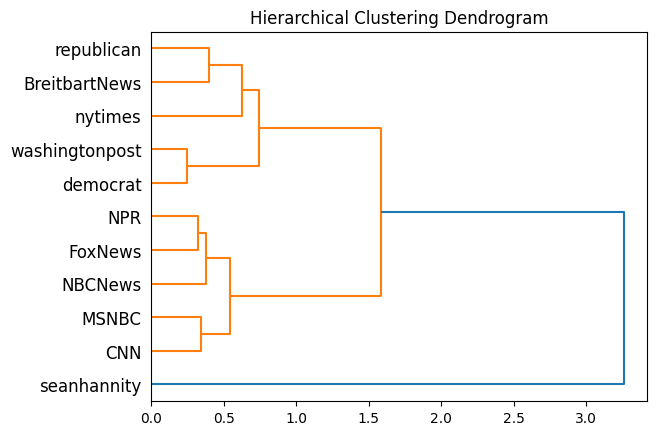 Hierarchical Clustering Dendrogram
republican
BreitbartNews
nytimes
washingtonpost
democrat
NPR
FoxNews
NBCNews
MSNBC
CNN
seanhannity
0.0 0.5 1.0 1.5 2.0 2.5 3.0